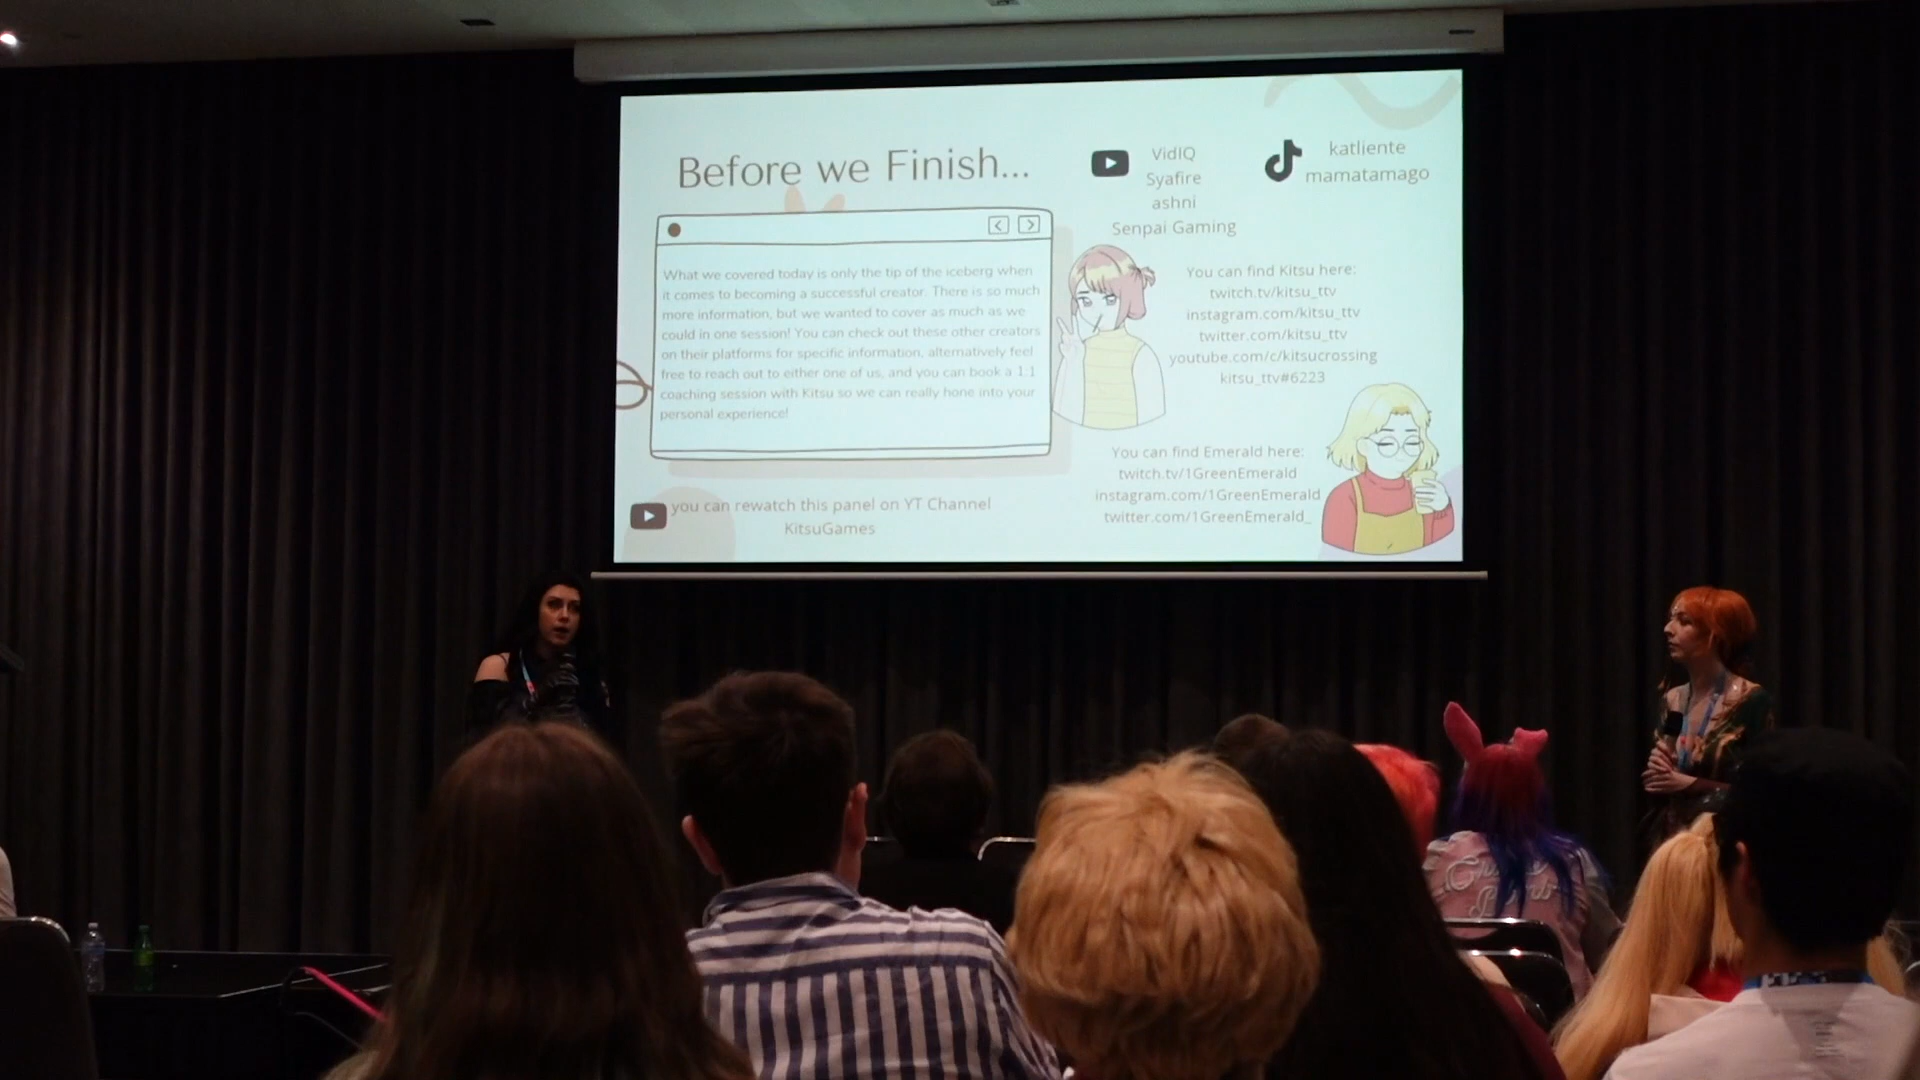 Before we Finish...
What we covered today is only the tip of the iceberg when
it comes to becoming a successful creator. There is so much
more information, but we wanted to cover as much as we
could in one session! You can check out these other creators
on their platforms for specific information, alternatively feel
free to reach out to either one of us, and you can book a 1:1
coaching session with Kitsu so we can really hone into your
personal experience!
you can rewatch this panel on YT Channel
KitsuGames
VidIQ
Syafire
ashni
Senpai Gaming
katliente
mamatamago
You can find Kitsu here:
twitch.tv/kitsu_ttv
instagram.com/kitsu_ttv
twitter.com/kitsu_ttv
youtube.com/c/kitsucrossing
kitsu_ttv#6223
You can find Emerald here:
twitch.tv/1GreenEmerald
instagram.com/1GreenEmerald
twitter.com/1GreenEmerald_